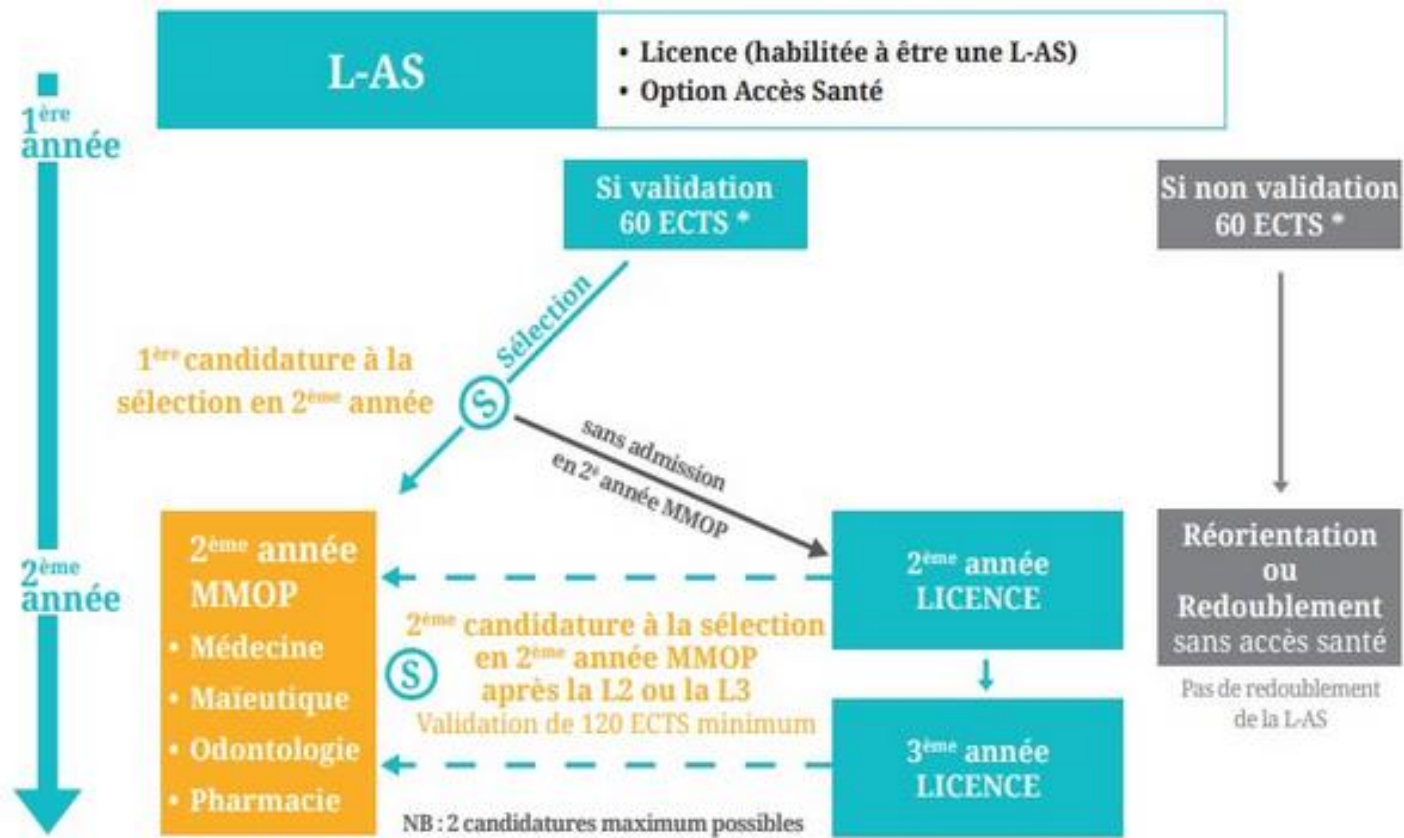 L-AS
• Licence (habilitée à être une L-AS)
• Option Accès Santé
1ère
année
Si validation
60 ECTS *
Si non validation
60 ECTS *
Sélection
1ère candidature à la
sélection en 2ème année
S
sans admission
en 2e année MMOP
2ème
année
2ème année
MMOP
• Médecine
• Maïeutique
• Odontologie
• Pharmacie
2ème candidature à la sélection
en 2ème année MMOP
après la L2 ou la L3
Validation de 120 ECTS minimum
S
2ème année
LICENCE
3ème année
LICENCE
Réorientation
ou
Redoublement
sans accès santé
Pas de redoublement
de la L-AS
NB : 2 candidatures maximum possibles